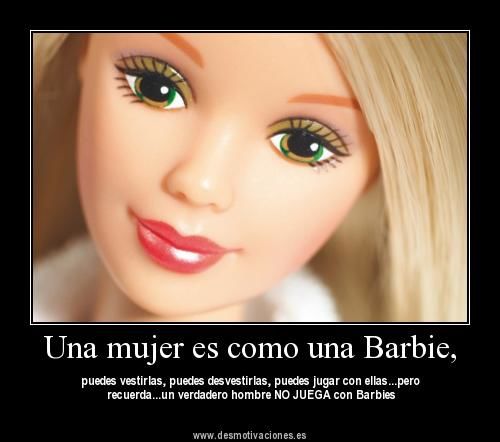 Una mujer es como una Barbie,
puedes vestirlas, puedes desvestirlas, puedes jugar con ellas...pero
recuerda...un verdadero hombre NO JUEGA con Barbies
www.desmotivaciones.es